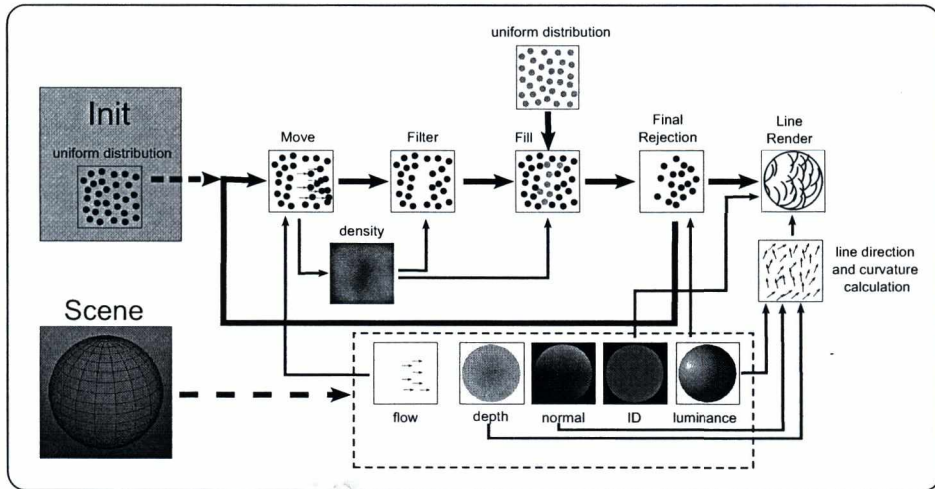 uniform distribution
Init
uniform distribution
Move
Filter
Fill
Final
Rejection
Line
Render
density
line direction
and curvature
calculation
Scene
flow
depth
normal
ID
luminance